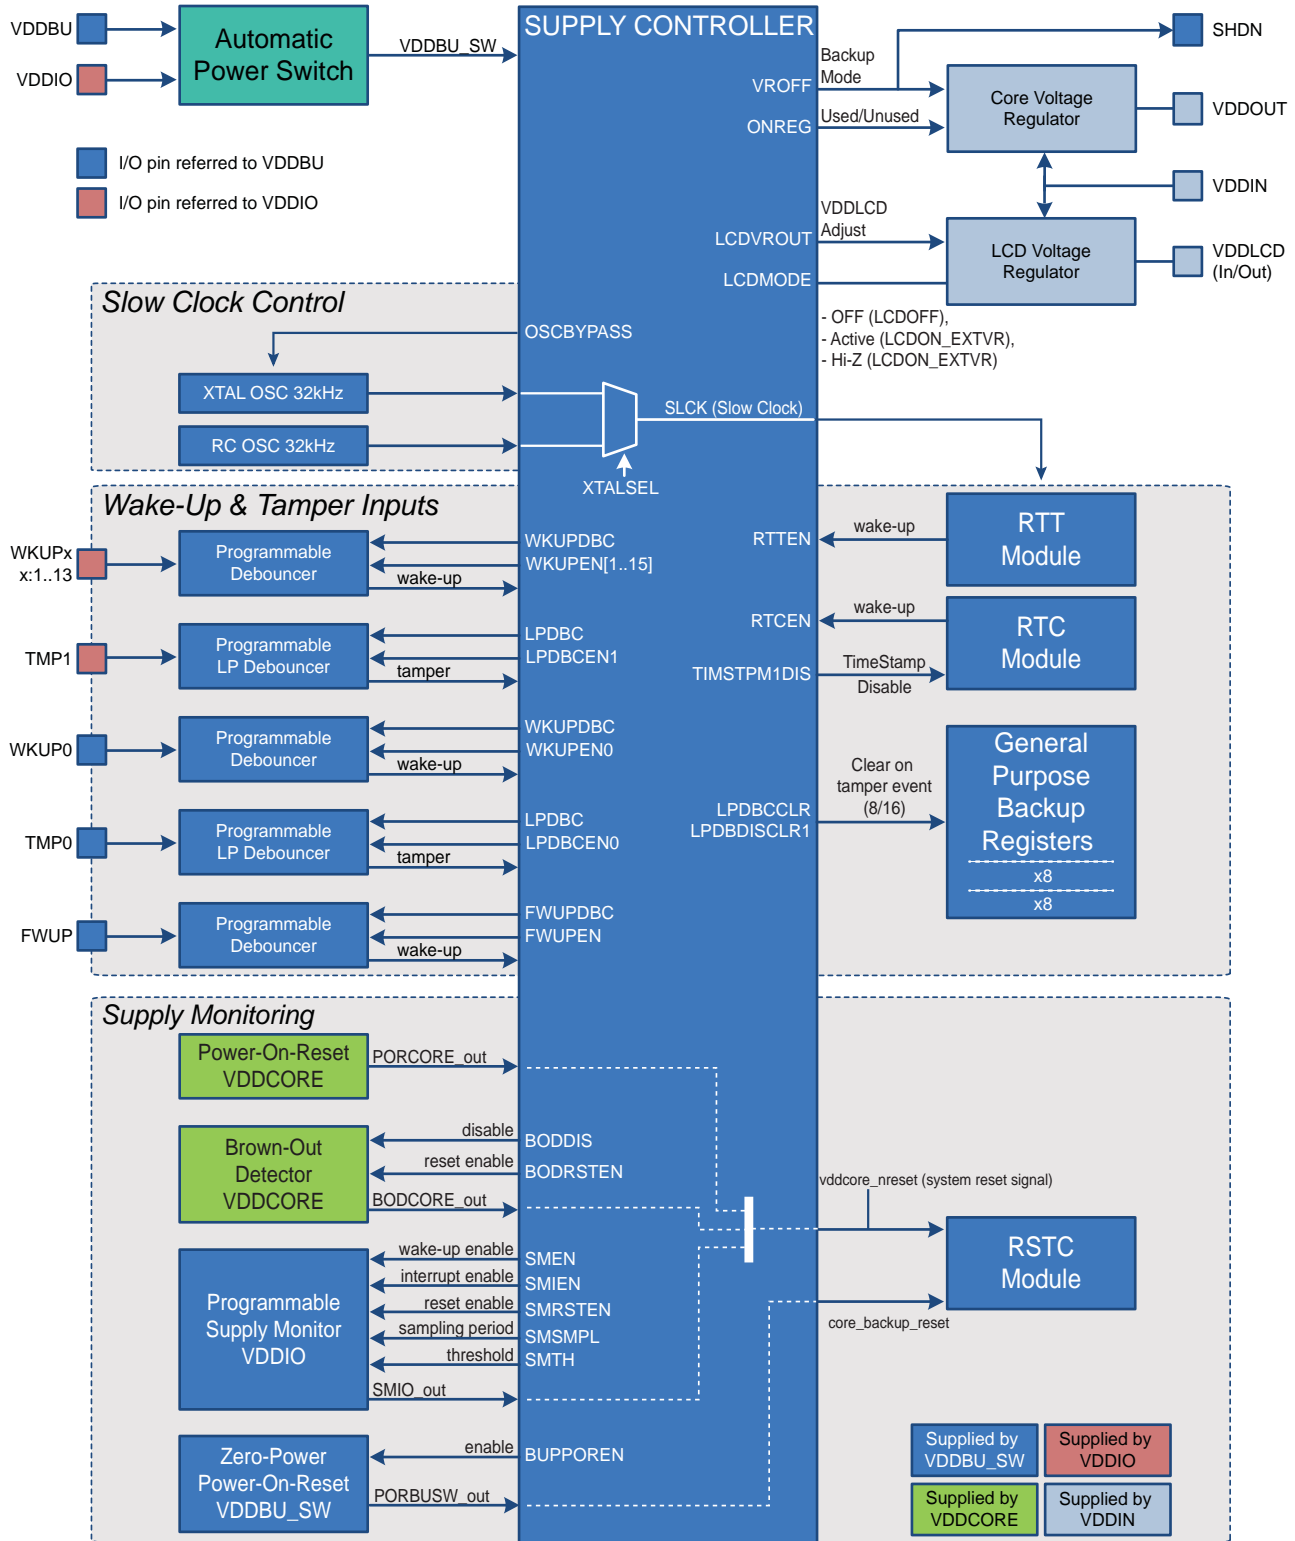 SUPPLY CONTROLLER
VDDBU
VDDIO
Automatic
Power Switch
VDDBU_SW
I/O pin referred to VDDBU
I/O pin referred to VDDIO
Backup
Mode
VROFF
ONREG
Used/Unused
SHDN
Core Voltage
Regulator
VDDOUT
VDDIN
VDDLCD
Adjust
LCDVROUT
LCDMODE
LCD Voltage
Regulator
VDDLCD
(In/Out)
- OFF (LCDOFF),
- Active (LCDON_EXTVR),
- Hi-Z (LCDON_EXTVR)
Slow Clock Control
OSCBYPASS
XTAL OSC 32kHz
RC OSC 32kHz
SLCK (Slow Clock)
XTALSEL
Wake-Up & Tamper Inputs
WKUPx
x:1..13
Programmable
Debouncer
WKUPDBC
WKUPEN[1..15]
wake-up
TMP1
Programmable
LP Debouncer
LPDBC
LPDBCEN1
tamper
WKUP0
Programmable
Debouncer
WKUPDBC
WKUPEN0
wake-up
TMP0
Programmable
LP Debouncer
LPDBC
LPDBCEN0
tamper
FWUP
Programmable
Debouncer
FWUPDBC
FWUPEN
wake-up
RTTEN
wake-up
RTT
Module
RTCEN
wake-up
TIMSTPM1DIS
TimeStamp
Disable
RTC
Module
LPDBCCLR
LPDBDISCLR1
Clear on
tamper event
(8/16)
General
Purpose
Backup
Registers
x8
x8
Supply Monitoring
Power-On-Reset
VDDCORE
PORCORE_out
Brown-Out
Detector
VDDCORE
disable
BODDIS
reset enable
BODRSTEN
BODCORE_out
Programmable
Supply Monitor
VDDIO
wake-up enable
SMEN
interrupt enable
SMIEN
reset enable
SMRSTEN
sampling period
SMSMPL
threshold
SMTH
SMIO_out
Zero-Power
Power-On-Reset
VDDBU_SW
enable
BUPPOREN
PORBUSW_out
vddcore_nreset (system reset signal)
RSTC
Module
core_backup_reset
Supplied by
VDDBU_SW
Supplied by
VDDIO
Supplied by
VDDCORE
Supplied by
VDDIN